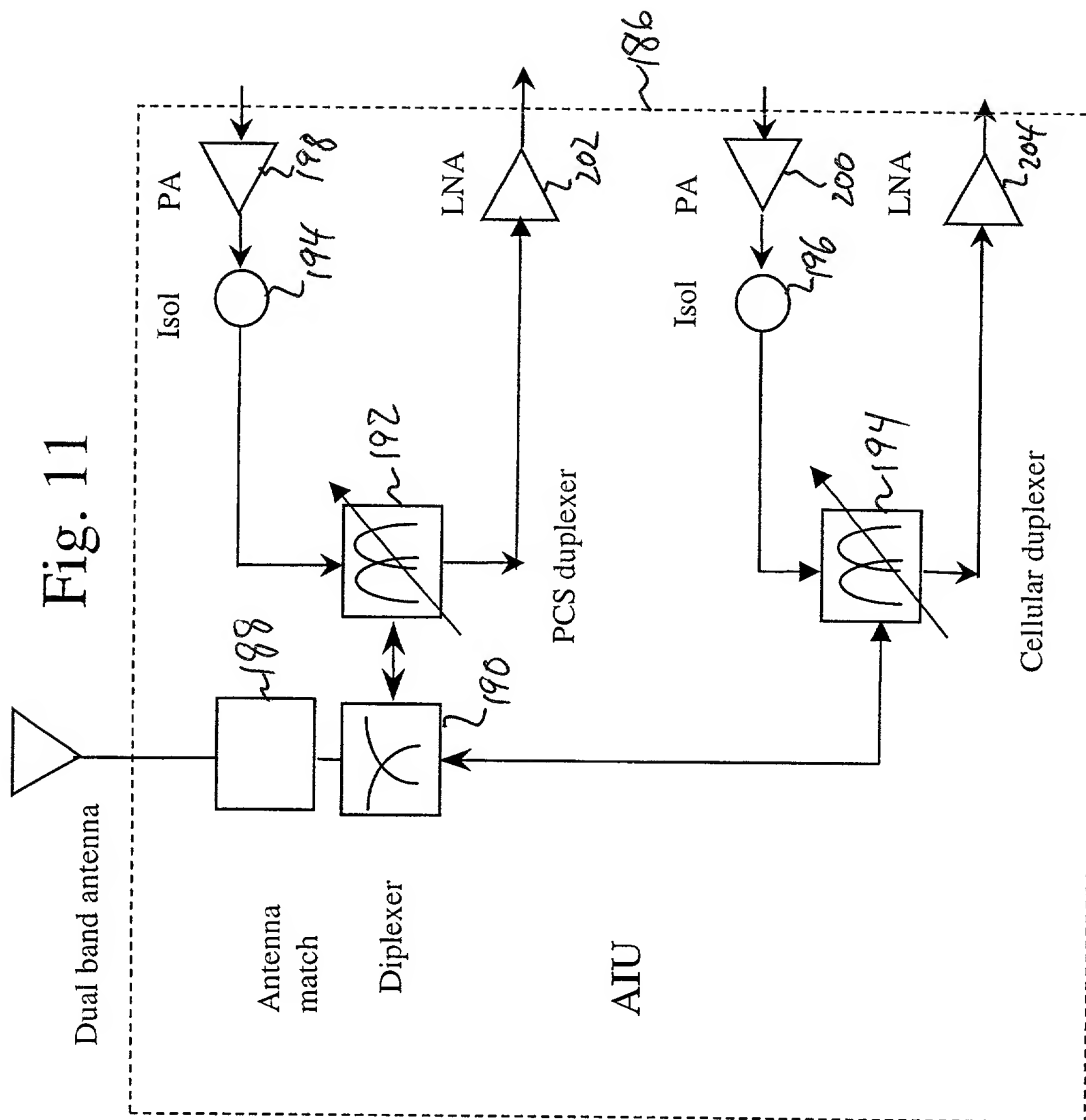 Fig. 11
Dual band antenna
Isol
PA
188
Antenna
match
194
198
Diplexer
192
190
LNA
PCS duplexer
202
AIU
186
Isol
PA
196
200
194
LNA
204
Cellular duplexer